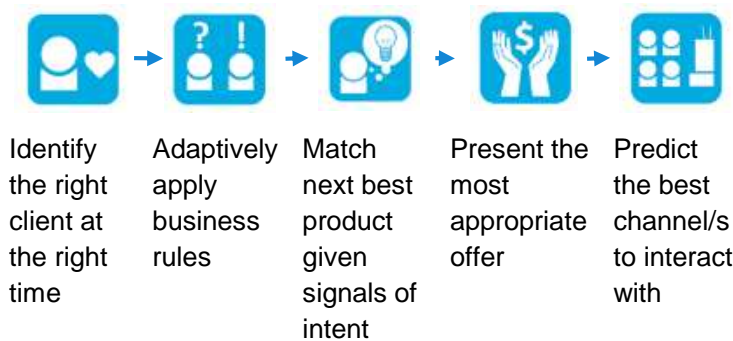 ? !
$
Identify
the right
client at
the right
time
Adaptively
apply
business
rules
Match
next best
product
given
signals of
intent
Present the
most
appropriate
offer
Predict
the best
channel/s
to interact
with